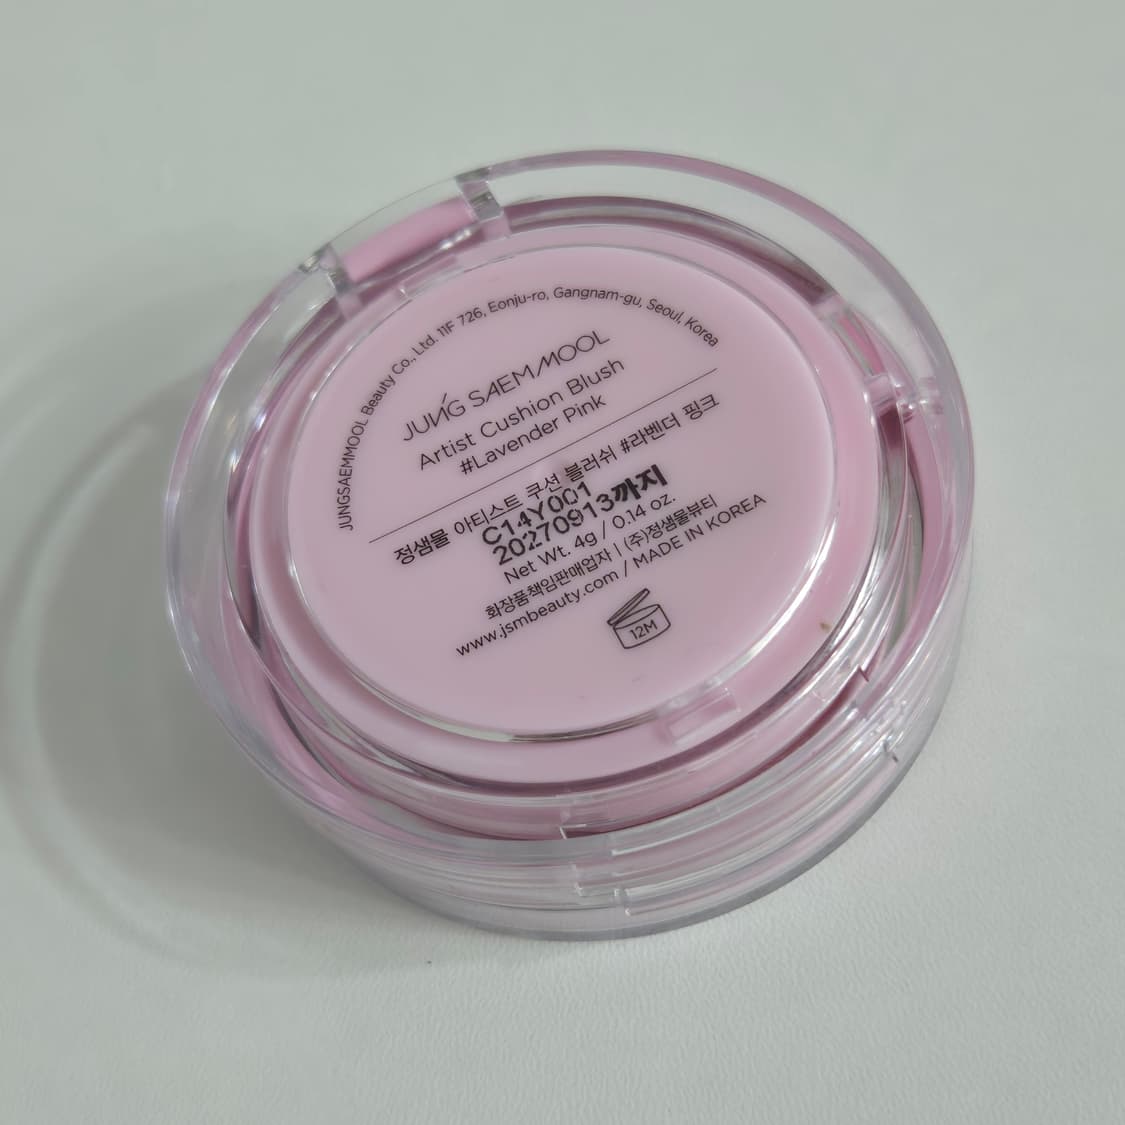 JUNGSAEMMOOL Beauty Co., Ltd. 11F 726, Eonju-ro, Gangnam-gu, Seoul, Korea
JUNG SAEM MOOL
Artist Cushion Blush
#Lavender Pink
정샘물 아티스트 쿠션 블러쉬 #라벤더 핑크
C14Y001
20270913까지
Net Wt. 4g / 0.14 oz.
화장품책임판매업자 | (주)정샘물뷰티
www.jsmbeauty.com / MADE IN KOREA
12M